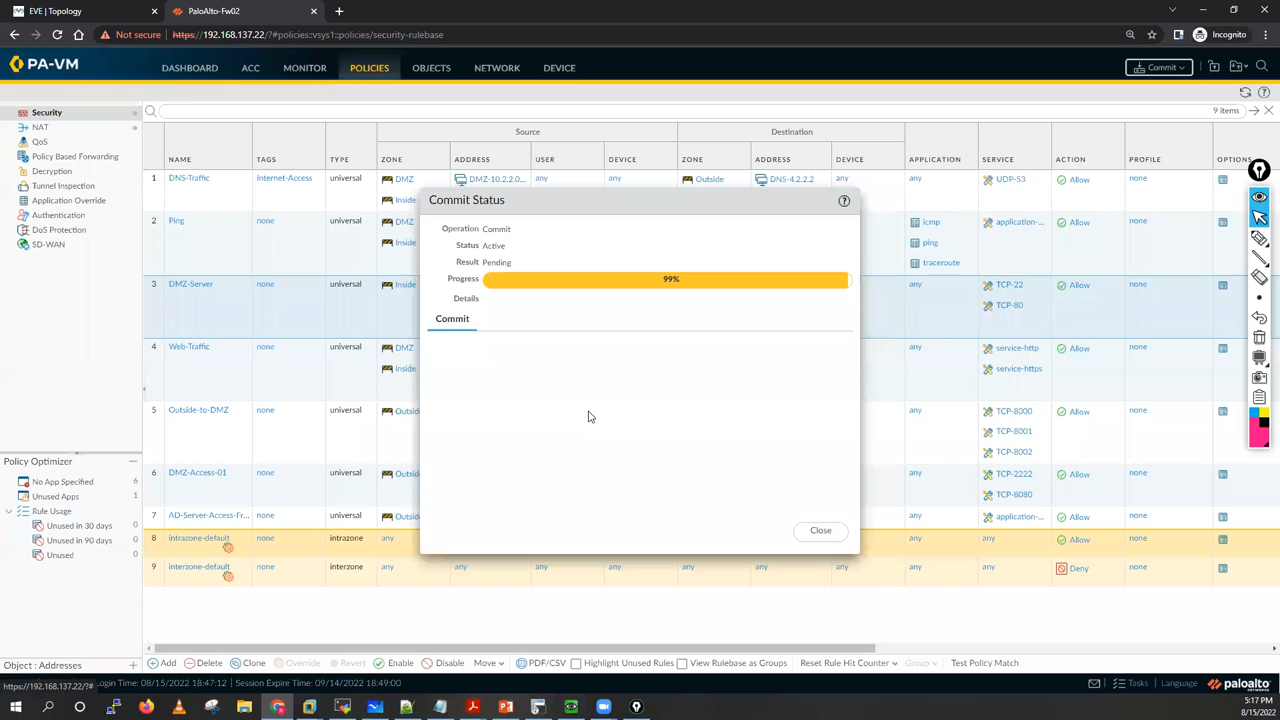 EVE | Topology
PaloAlto-Fw02
Not secure
https://192.168.137.22/?#policies:vsys1::policies/security-rulebase
Incognito
PA-VM
DASHBOARD
ACC
MONITOR
POLICIES
OBJECTS
NETWORK
DEVICE
Commit
9 items
Security
NAT
QoS
Policy Based Forwarding
Decryption
Tunnel Inspection
Application Override
Authentication
DoS Protection
SD-WAN
Source
Destination
NAME TAGS TYPE ZONE ADDRESS USER DEVICE ZONE ADDRESS DEVICE APPLICATION SERVICE ACTION PROFILE OPTIONS
1 DNS-Traffic Internet-Access universal DMZ DMZ-10.2.2.0... any any Outside DNS-4.2.2.2 UDP-53 Allow none
Inside
2 Ping none universal DMZ icmp application-... Allow none
Inside ping
traceroute
3 DMZ-Server none universal Inside any TCP-22 Allow none
TCP-80
4 Web-Traffic none universal DMZ any service-http Allow none
Inside service-https
5 Outside-to-DMZ none universal Outsid any TCP-8000 Allow none
TCP-8001
TCP-8002
6 DMZ-Access-01 none universal Outsid any TCP-2222 Allow none
TCP-8080
7 AD-Server-Access-Fr... none universal Outsid any application-... Allow none
8 intrazone-default none intrazone any any any Allow none
9 interzone-default none interzone any any any any any any any any any Deny none
Commit Status
Operation Commit
Status Active
Result Pending
Progress 99%
Details
Commit
Close
Policy Optimizer
No App Specified 6
Unused Apps 1
Rule Usage
Unused in 30 days 0
Unused in 90 days 0
Unused 0
Object : Addresses
Add Delete Clone Override Revert Enable Disable Move PDF/CSV Highlight Unused Rules View Rulebase as Groups Reset Rule Hit Counter Group Test Policy Match
https://192.168.137.22/?#
ogin Time: 08/15/2022 18:47:12 | Session Expire Time: 09/14/2022 18:49:00
Tasks | Language
paloalto
NETWORKS
5:17 PM
8/15/2022